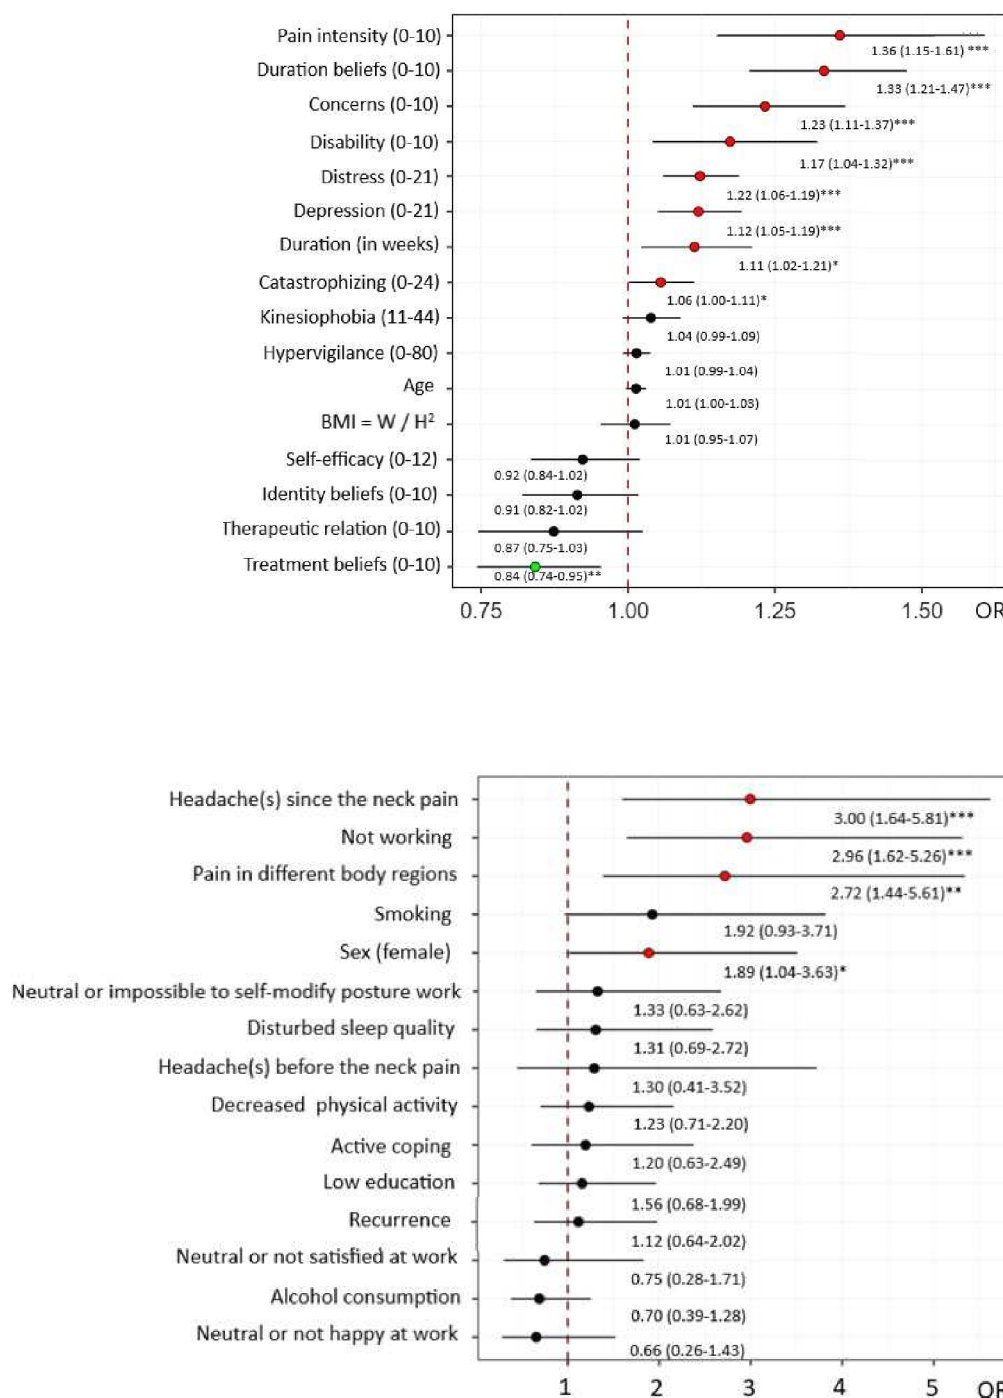 Pain intensity (0-10)
1.36 (1.15-1.61) ***
Duration beliefs (0-10)
1.33 (1.21-1.47)***
Concerns (0-10)
1.23 (1.11-1.37)***
Disability (0-10)
1.17 (1.04-1.32)***
Distress (0-21)
1.22 (1.06-1.19)***
Depression (0-21)
1.12 (1.05-1.19)***
Duration (in weeks)
1.11 (1.02-1.21)*
Catastrophizing (0-24)
1.06 (1.00-1.11)*
Kinesiophobia (11-44)
1.04 (0.99-1.09)
Hypervigilance (0-80)
1.01 (0.99-1.04)
Age
1.01 (1.00-1.03)
BMI = W / H²
1.01 (0.95-1.07)
Self-efficacy (0-12)
0.92 (0.84-1.02)
Identity beliefs (0-10)
0.91 (0.82-1.02)
Therapeutic relation (0-10)
0.87 (0.75-1.03)
Treatment beliefs (0-10)
0.84 (0.74-0.95)**
0.75 1.00 1.25 1.50 OR
Headache(s) since the neck pain
3.00 (1.64-5.81)***
Not working
2.96 (1.62-5.26)***
Pain in different body regions
2.72 (1.44-5.61)**
Smoking
1.92 (0.93-3.71)
Sex (female)
1.89 (1.04-3.63)*
Neutral or impossible to self-modify posture work
1.33 (0.63-2.62)
Disturbed sleep quality
1.31 (0.69-2.72)
Headache(s) before the neck pain
1.30 (0.41-3.52)
Decreased physical activity
1.23 (0.71-2.20)
Active coping
1.20 (0.63-2.49)
Low education
1.56 (0.68-1.99)
Recurrence
1.12 (0.64-2.02)
Neutral or not satisfied at work
0.75 (0.28-1.71)
Alcohol consumption
0.70 (0.39-1.28)
Neutral or not happy at work
0.66 (0.26-1.43)
1 2 3 4 5 OR